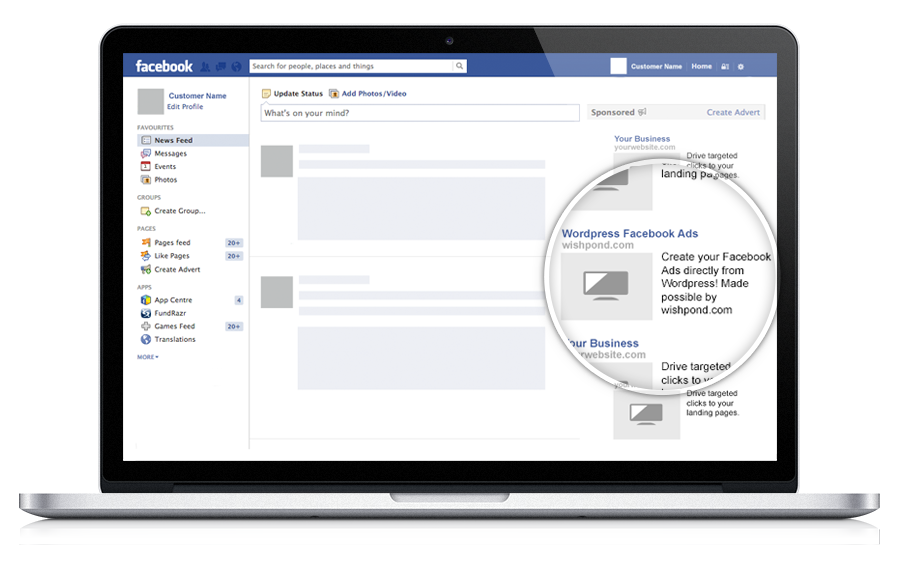 facebook
Search for people, places and things
Customer Name
Home
Customer Name
Edit Profile
FAVOURITES
News Feed
Messages
Events
Photos
GROUPS
Create Group...
PAGES
Pages feed 20+
Like Pages 20+
Create Advert
APPS
App Centre 4
FundRazr
Games Feed 20+
Translations
MORE
Update Status
Add Photos/Video
What's on your mind?
Sponsored
Create Advert
Your Business
yourwebsite.com
Drive targeted
clicks to your
landing pages.
landing
Wordpress Facebook Ads
wishpond.com
Create your Facebook
Ads directly from
Wordpress! Made
possible by
wishpond.com
Your Business
yourwebsite.com
Drive targeted
clicks to
Drive targeted
clicks to your
landing pages.